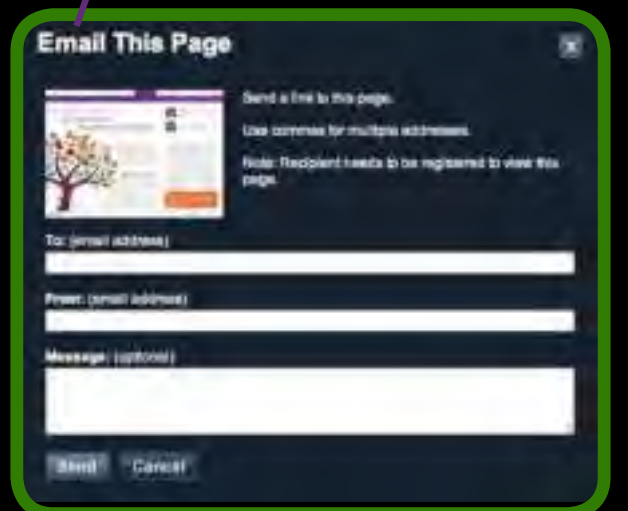 Email This Page
x
Send a link to this page.
Use commas for multiple addresses.
Note: Recipient needs to be registered to view this
page.
To: (email address)
From: (email address)
Message: (optional)
Send Cancel